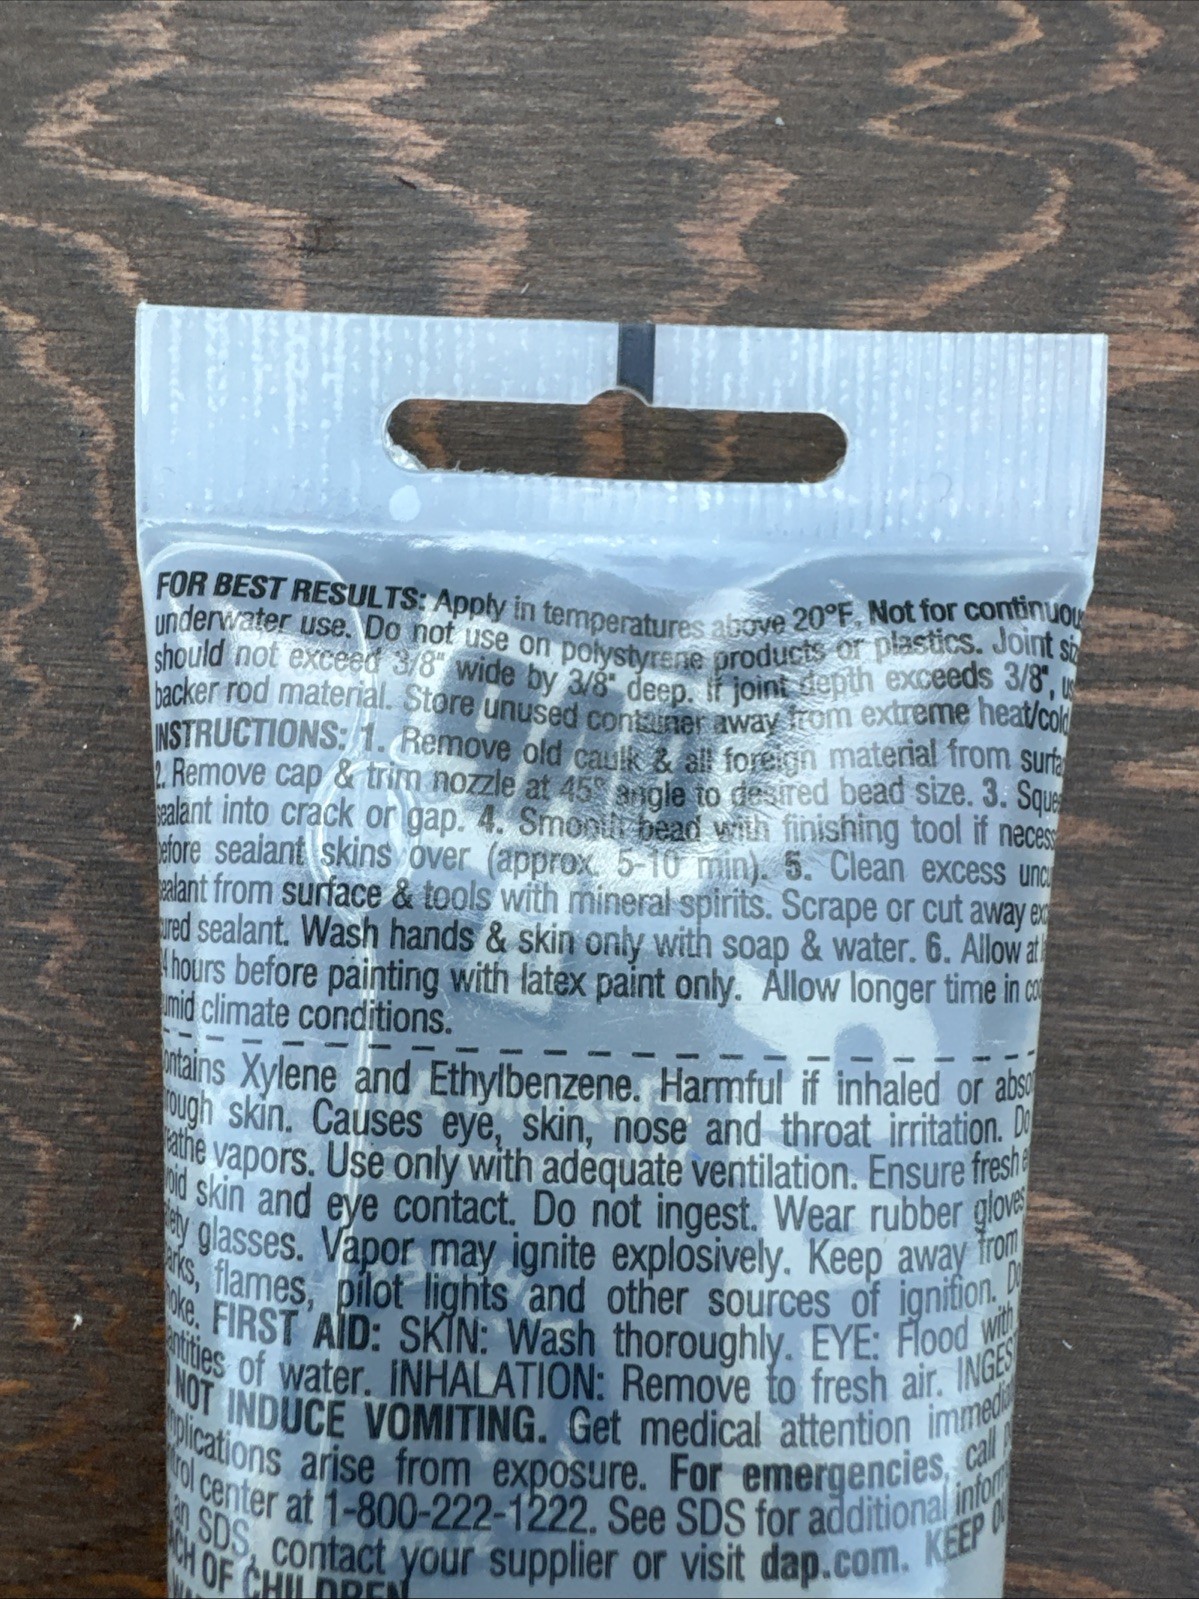 FOR BEST RESULTS: Apply in temperatures above 20°F. Not for continuou
underwater use. Do not use on polystyrene products or plastics. Joint siz
should not exceed 3/8" wide by 3/8" deep. If joint depth exceeds 3/8", us
backer rod material. Store unused container away from extreme heat/cold
INSTRUCTIONS: 1. Remove old caulk & all foreign material from surfa
2. Remove cap & trim nozzle at 45° angle to desired bead size. 3. Sque
sealant into crack or gap. 4. Smooth bead with finishing tool if necess
before sealant skins over (approx. 5-10 min). 5. Clean excess uncu
ealant from surface & tools with mineral spirits. Scrape or cut away exc
ured sealant. Wash hands & skin only with soap & water. 6. Allow at
4 hours before painting with latex paint only. Allow longer time in coo
umid climate conditions.
ontains Xylene and Ethylbenzene. Harmful if inhaled or absor
rough skin. Causes eye, skin, nose and throat irritation. Do
eathe vapors. Use only with adequate ventilation. Ensure fresh
void skin and eye contact. Do not ingest. Wear rubber gloves
fety glasses. Vapor may ignite explosively. Keep away from
arks, flames, pilot lights and other sources of ignition. Do
oke. FIRST AID: SKIN: Wash thoroughly. EYE: Flood with
antities of water. INHALATION: Remove to fresh air. INGES
NOT INDUCE VOMITING. Get medical attention immedia
mplications arise from exposure. For emergencies, call p
trol center at 1-800-222-1222. See SDS for additional inform
an SDS, contact your supplier or visit dap.com. KEEP OU
ACH OF CHILDREN